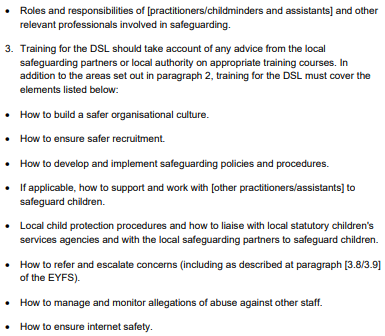 • Roles and responsibilities of [practitioners/childminders and assistants] and other
relevant professionals involved in safeguarding.
3. Training for the DSL should take account of any advice from the local
safeguarding partners or local authority on appropriate training courses. In
addition to the areas set out in paragraph 2, training for the DSL must cover the
elements listed below:
• How to build a safer organisational culture.
• How to ensure safer recruitment.
• How to develop and implement safeguarding policies and procedures.
• If applicable, how to support and work with [other practitioners/assistants] to
safeguard children.
• Local child protection procedures and how to liaise with local statutory children's
services agencies and with the local safeguarding partners to safeguard children.
• How to refer and escalate concerns (including as described at paragraph [3.8/3.9]
of the EYFS).
• How to manage and monitor allegations of abuse against other staff.
• How to ensure internet safety.